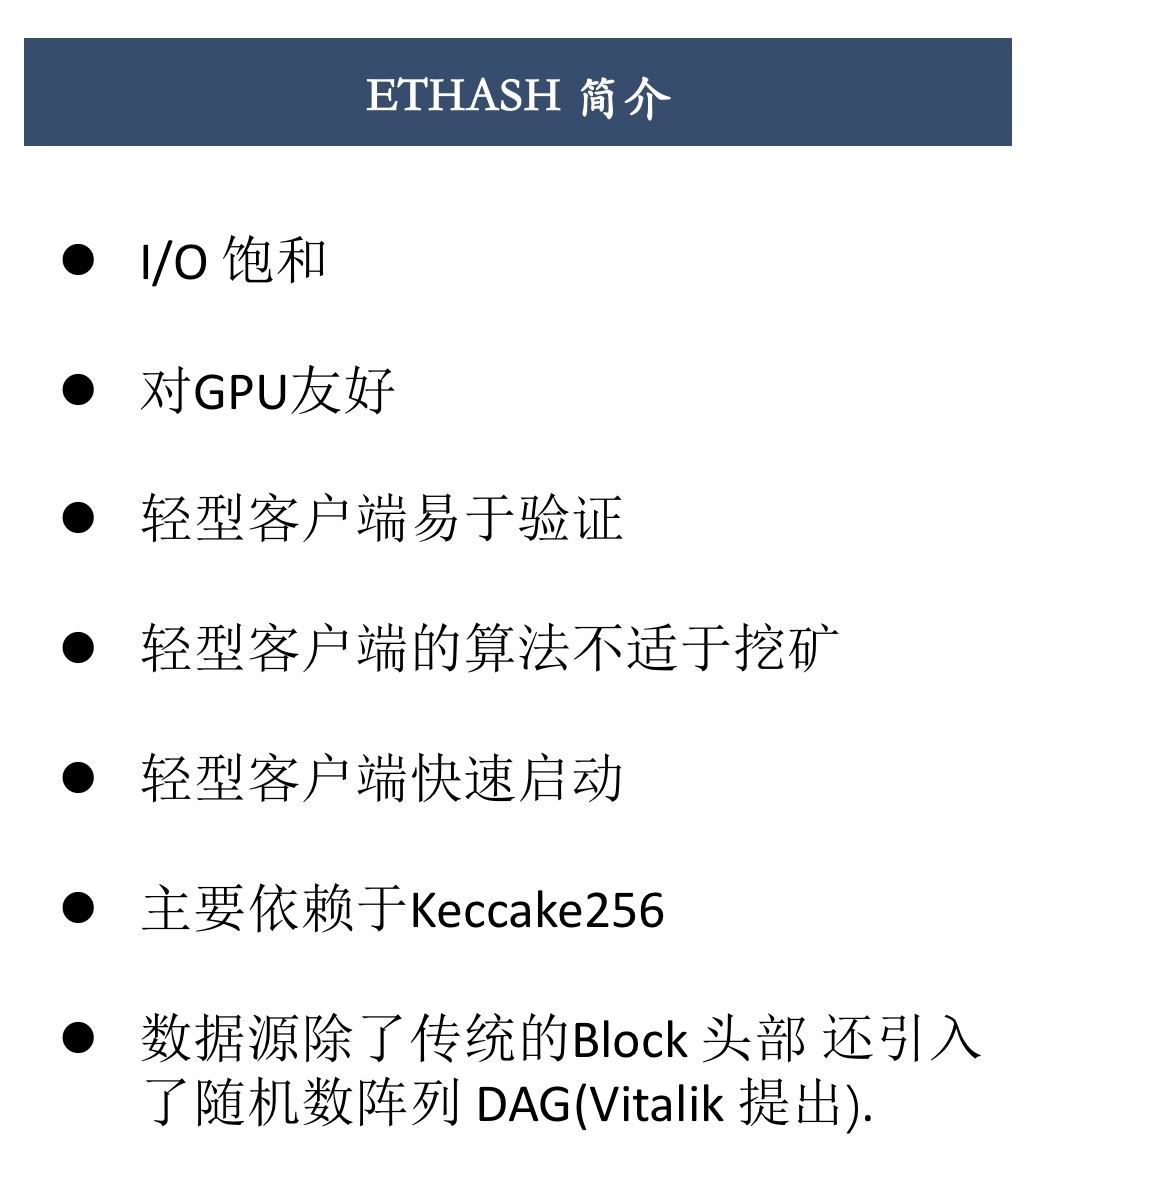 ETHASH 简介
● I/O 饱和
● 对GPU友好
● 轻型客户端易于验证
● 轻型客户端的算法不适于挖矿
● 轻型客户端快速启动
● 主要依赖于Keccake256
● 数据源除了传统的Block 头部 还引入
了随机数阵列 DAG(Vitalik 提出).